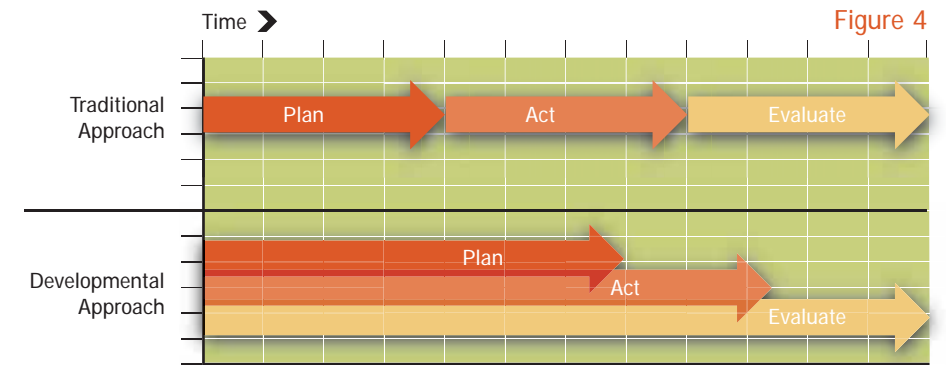 Time
Figure 4
Traditional
Approach
Plan
Act
Evaluate
Developmental
Approach
Plan
Act
Evaluate